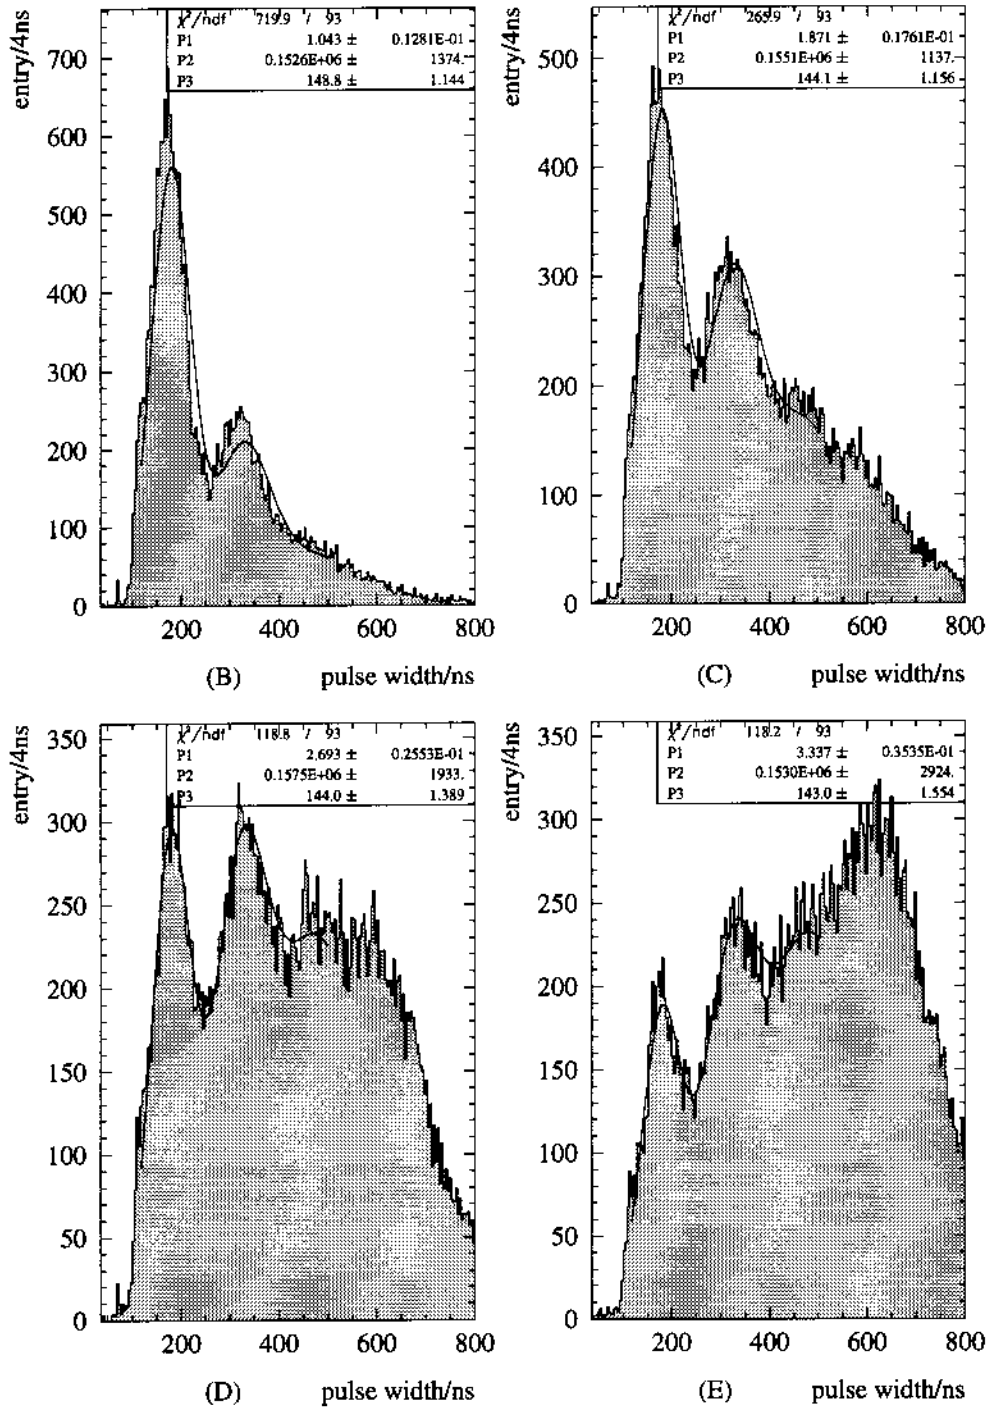 entry/4ns
χ²/ndf 719.9 / 93
P1 1.043 ± 0.1281E-01
P2 0.1526E+06 ± 1374.
P3 148.8 ± 1.144
700
600
500
400
300
200
100
0
200 400 600 800
(B) pulse width/ns
entry/4ns
χ²/ndf 265.9 / 93
P1 1.871 ± 0.1761E-01
P2 0.1551E+06 ± 1137.
P3 144.1 ± 1.156
500
400
300
200
100
0
200 400 600 800
(C) pulse width/ns
entry/4ns
χ²/ndf 118.8 / 93
P1 2.693 ± 0.2553E-01
P2 0.1575E+06 ± 1933.
P3 144.0 ± 1.389
350
300
250
200
150
100
50
0
200 400 600 800
(D) pulse width/ns
entry/4ns
χ²/ndf 118.2 / 93
P1 3.337 ± 0.3535E-01
P2 0.1530E+06 ± 2924.
P3 143.0 ± 1.554
350
300
250
200
150
100
50
0
200 400 600 800
(E) pulse width/ns